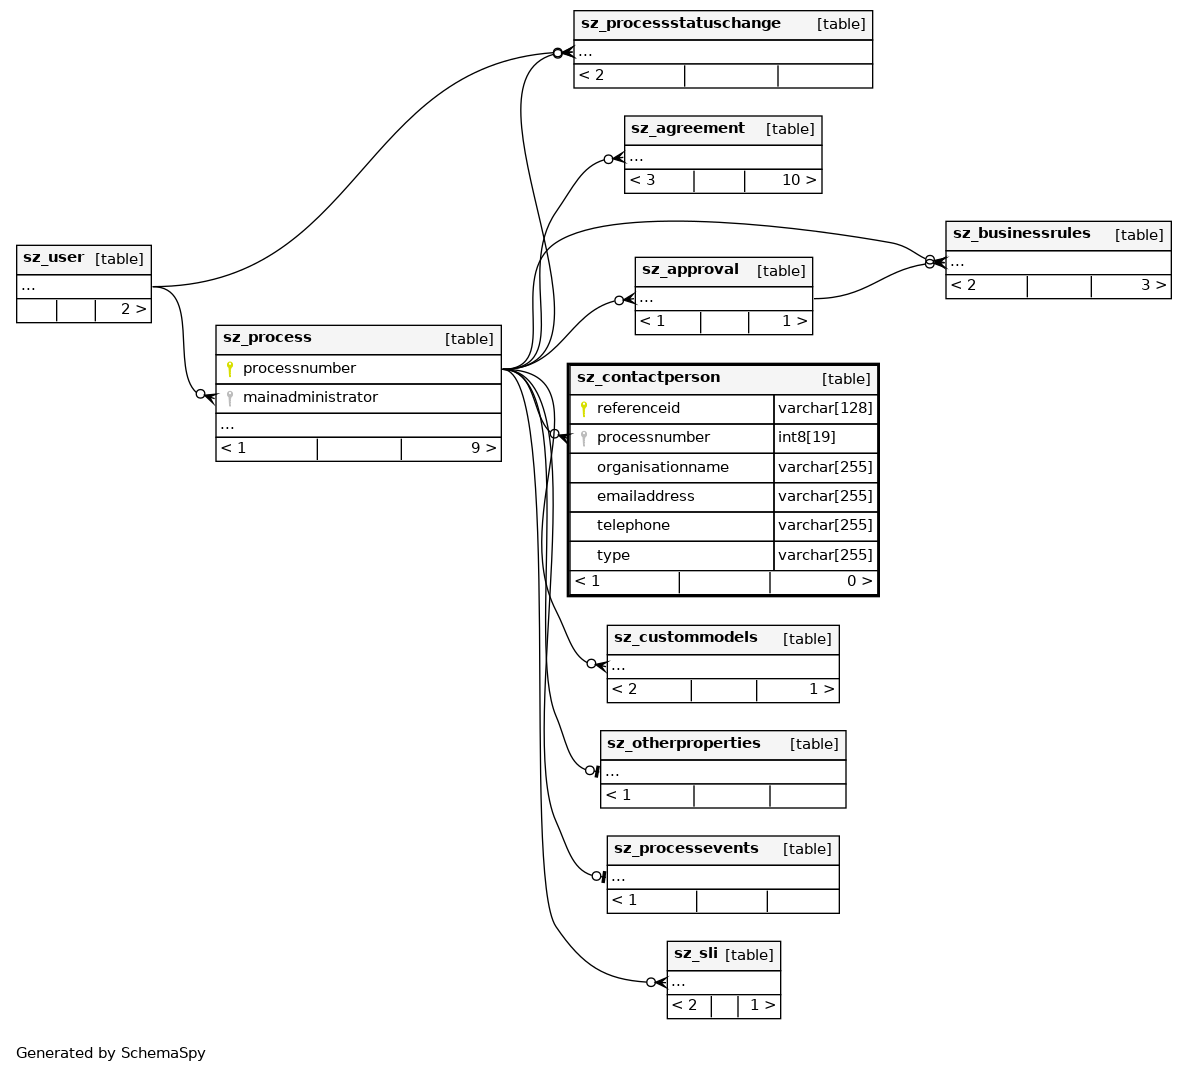 sz_processstatuschange [table]
...
< 2
sz_agreement [table]
...
< 3 10 >
sz_businessrules [table]
...
< 2 3 >
sz_user [table]
...
2 >
sz_approval [table]
...
< 1 1 >
sz_process [table]
processnumber
mainadministrator
...
< 1 9 >
sz_contactperson [table]
referenceid varchar[128]
processnumber int8[19]
organisationname varchar[255]
emailaddress varchar[255]
telephone varchar[255]
type varchar[255]
< 1 0 >
sz_custommodels [table]
...
< 2 1 >
sz_otherproperties [table]
...
< 1
sz_processevents [table]
...
< 1
sz_sli [table]
...
< 2 1 >
Generated by SchemaSpy